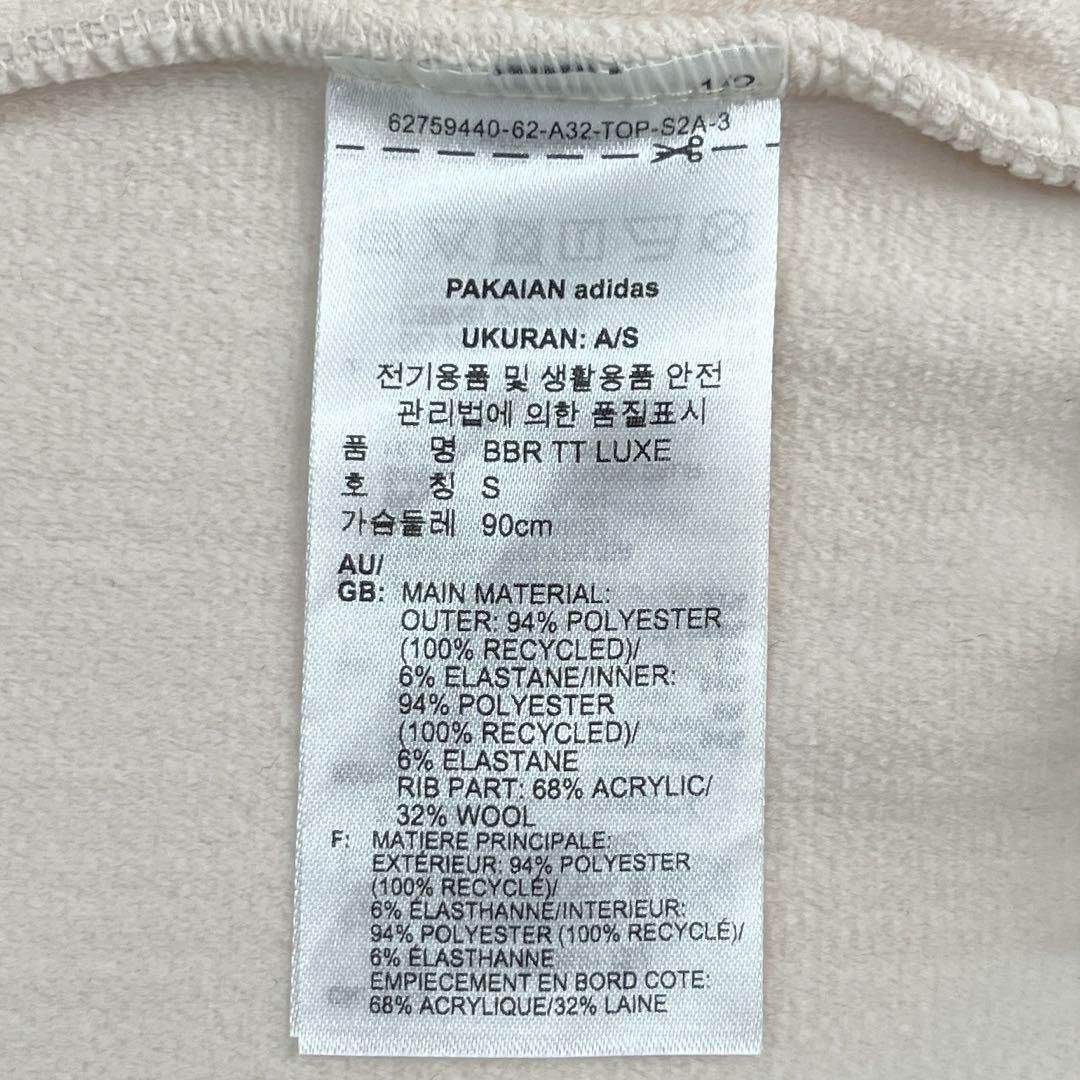 1/2
62759440-62-A32-TOP-S2A-3
PAKAIAN adidas
UKURAN: A/S
전기용품 및 생활용품 안전
관리법에 의한 품질표시
품 명 BBR TT LUXE
호 칭 S
가슴둘레 90cm
AU/
GB: MAIN MATERIAL:
OUTER: 94% POLYESTER
(100% RECYCLED)/
6% ELASTANE/INNER:
94% POLYESTER
(100% RECYCLED)/
6% ELASTANE
RIB PART: 68% ACRYLIC/
32% WOOL
F: MATIERE PRINCIPALE:
EXTÉRIEUR: 94% POLYESTER
(100% RECYCLÉ)/
6% ÉLASTHANNE/INTERIEUR:
94% POLYESTER (100% RECYCLÉ)/
6% ÉLASTHANNE
EMPIECEMENT EN BORD COTE:
68% ACRYLIQUE/32% LAINE